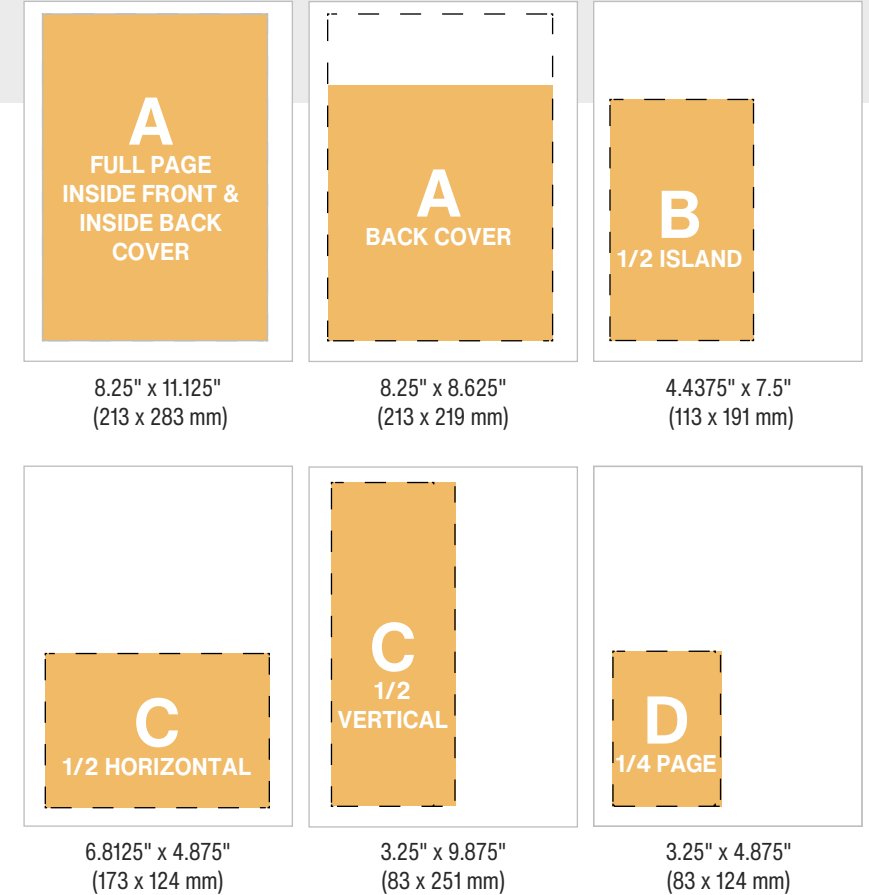 A
FULL PAGE
INSIDE FRONT &
INSIDE BACK
COVER
8.25" x 11.125"
(213 x 283 mm)
A
BACK COVER
8.25" x 8.625"
(213 x 219 mm)
B
1/2 ISLAND
4.4375" x 7.5"
(113 x 191 mm)
C
1/2 HORIZONTAL
6.8125" x 4.875"
(173 x 124 mm)
C
1/2
VERTICAL
3.25" x 9.875"
(83 x 251 mm)
D
1/4 PAGE
3.25" x 4.875"
(83 x 124 mm)